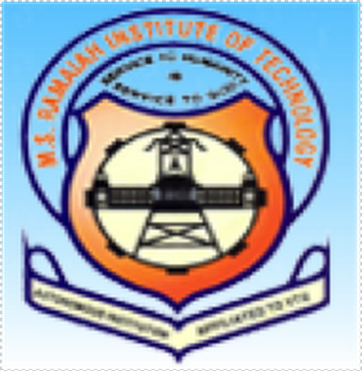 M.S. RAMAIAH INSTITUTE OF TECHNOLOGY
SERVICE TO HUMANITY
IS
SERVICE TO GOD
AUTONOMOUS INSTITUTION
AFFILIATED TO VTU